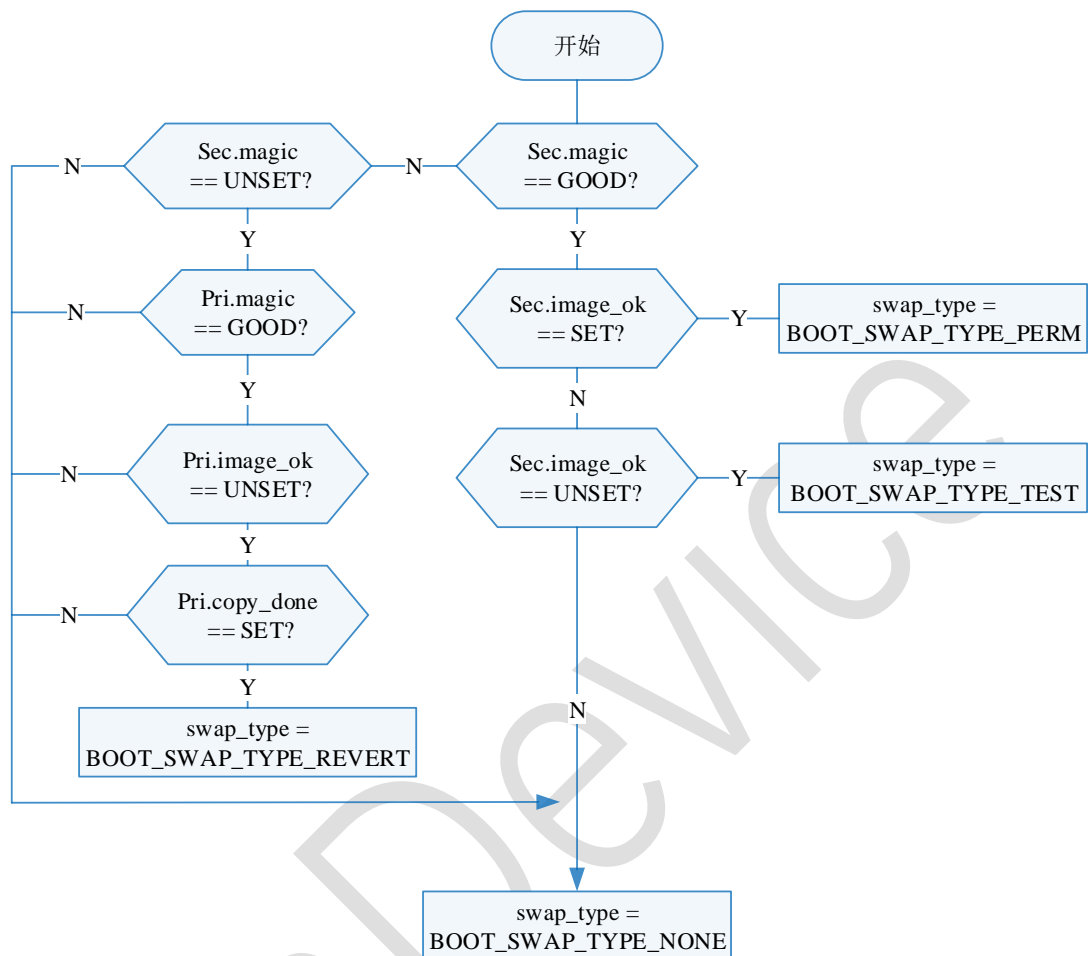 开始
Sec.magic
== GOOD?
N
Sec.magic
== UNSET?
N
Y
Y
Pri.magic
== GOOD?
N
Sec.image_ok
== SET?
Y
swap_type =
BOOT_SWAP_TYPE_PERM
Y
N
Pri.image_ok
== UNSET?
N
Sec.image_ok
== UNSET?
Y
swap_type =
BOOT_SWAP_TYPE_TEST
Y
Pri.copy_done
== SET?
N
Y
swap_type =
BOOT_SWAP_TYPE_REVERT
N
swap_type =
BOOT_SWAP_TYPE_NONE
Device